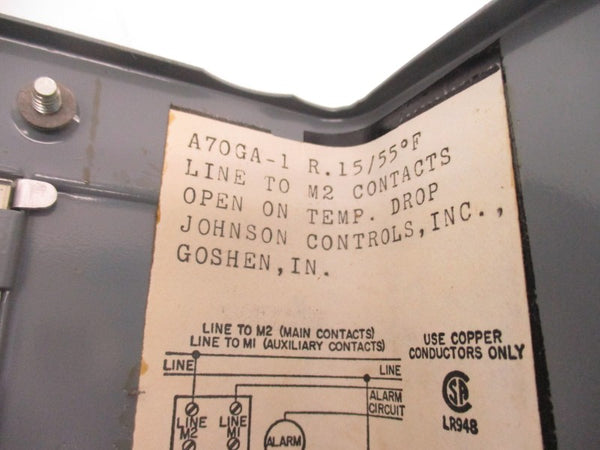 A70GA-1 R.15/55°F
LINE TO M2 CONTACTS
OPEN ON TEMP. DROP
JOHNSON CONTROLS,INC.,
GOSHEN,IN.
LINE TO M2 (MAIN CONTACTS)
LINE TO M1 (AUXILIARY CONTACTS)
USE COPPER
CONDUCTORS ONLY
LINE
LINE
ALARM
CIRCUIT
SA
LR948
LINE
M2
LINE
M1
ALARM